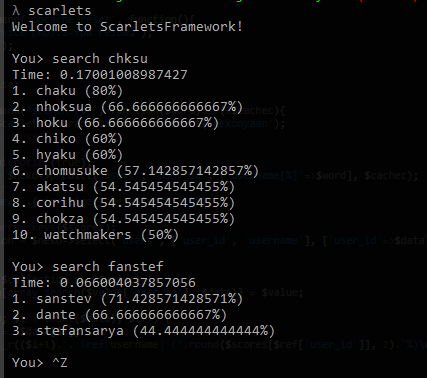 λ scarlets
Welcome to ScarletsFramework!
You> search chksu
Time: 0.17001008987427
1. chaku (80%)
2. nhoksua (66.666666666667%)
3. hoku (66.666666666667%)
4. chiko (60%)
5. hyaku (60%)
6. chomusuke (57.142857142857%)
7. akatsu (54.545454545455%)
8. corihu (54.545454545455%)
9. chokza (54.545454545455%)
10. watchmakers (50%)
You> search fanstef
Time: 0.066004037857056
1. sanstev (71.428571428571%)
2. dante (66.666666666667%)
3. stefansarya (44.444444444444%)
You> ^Z